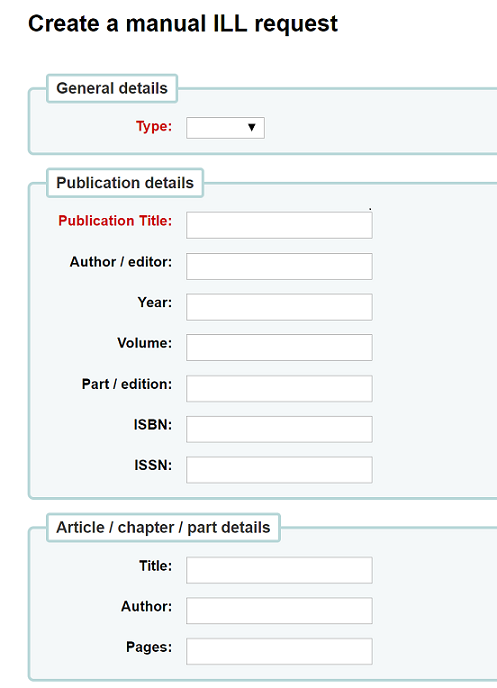 Create a manual ILL request
General details
Type:
Publication details
Publication Title:
Author / editor:
Year:
Volume:
Part / edition:
ISBN:
ISSN:
Article / chapter / part details
Title:
Author:
Pages: